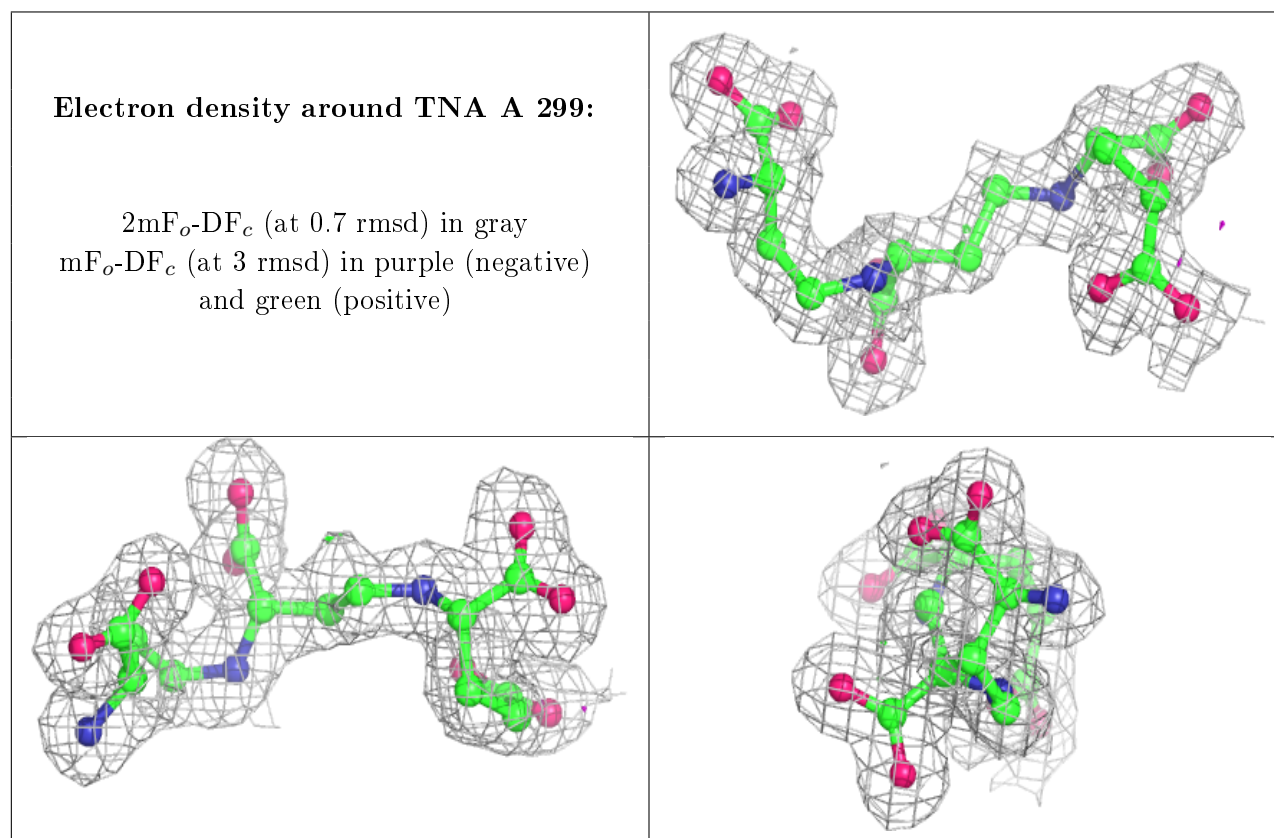 Electron density around TNA A 299:
2mFₒ-DF𝒸 (at 0.7 rmsd) in gray
mFₒ-DF𝒸 (at 3 rmsd) in purple (negative)
and green (positive)